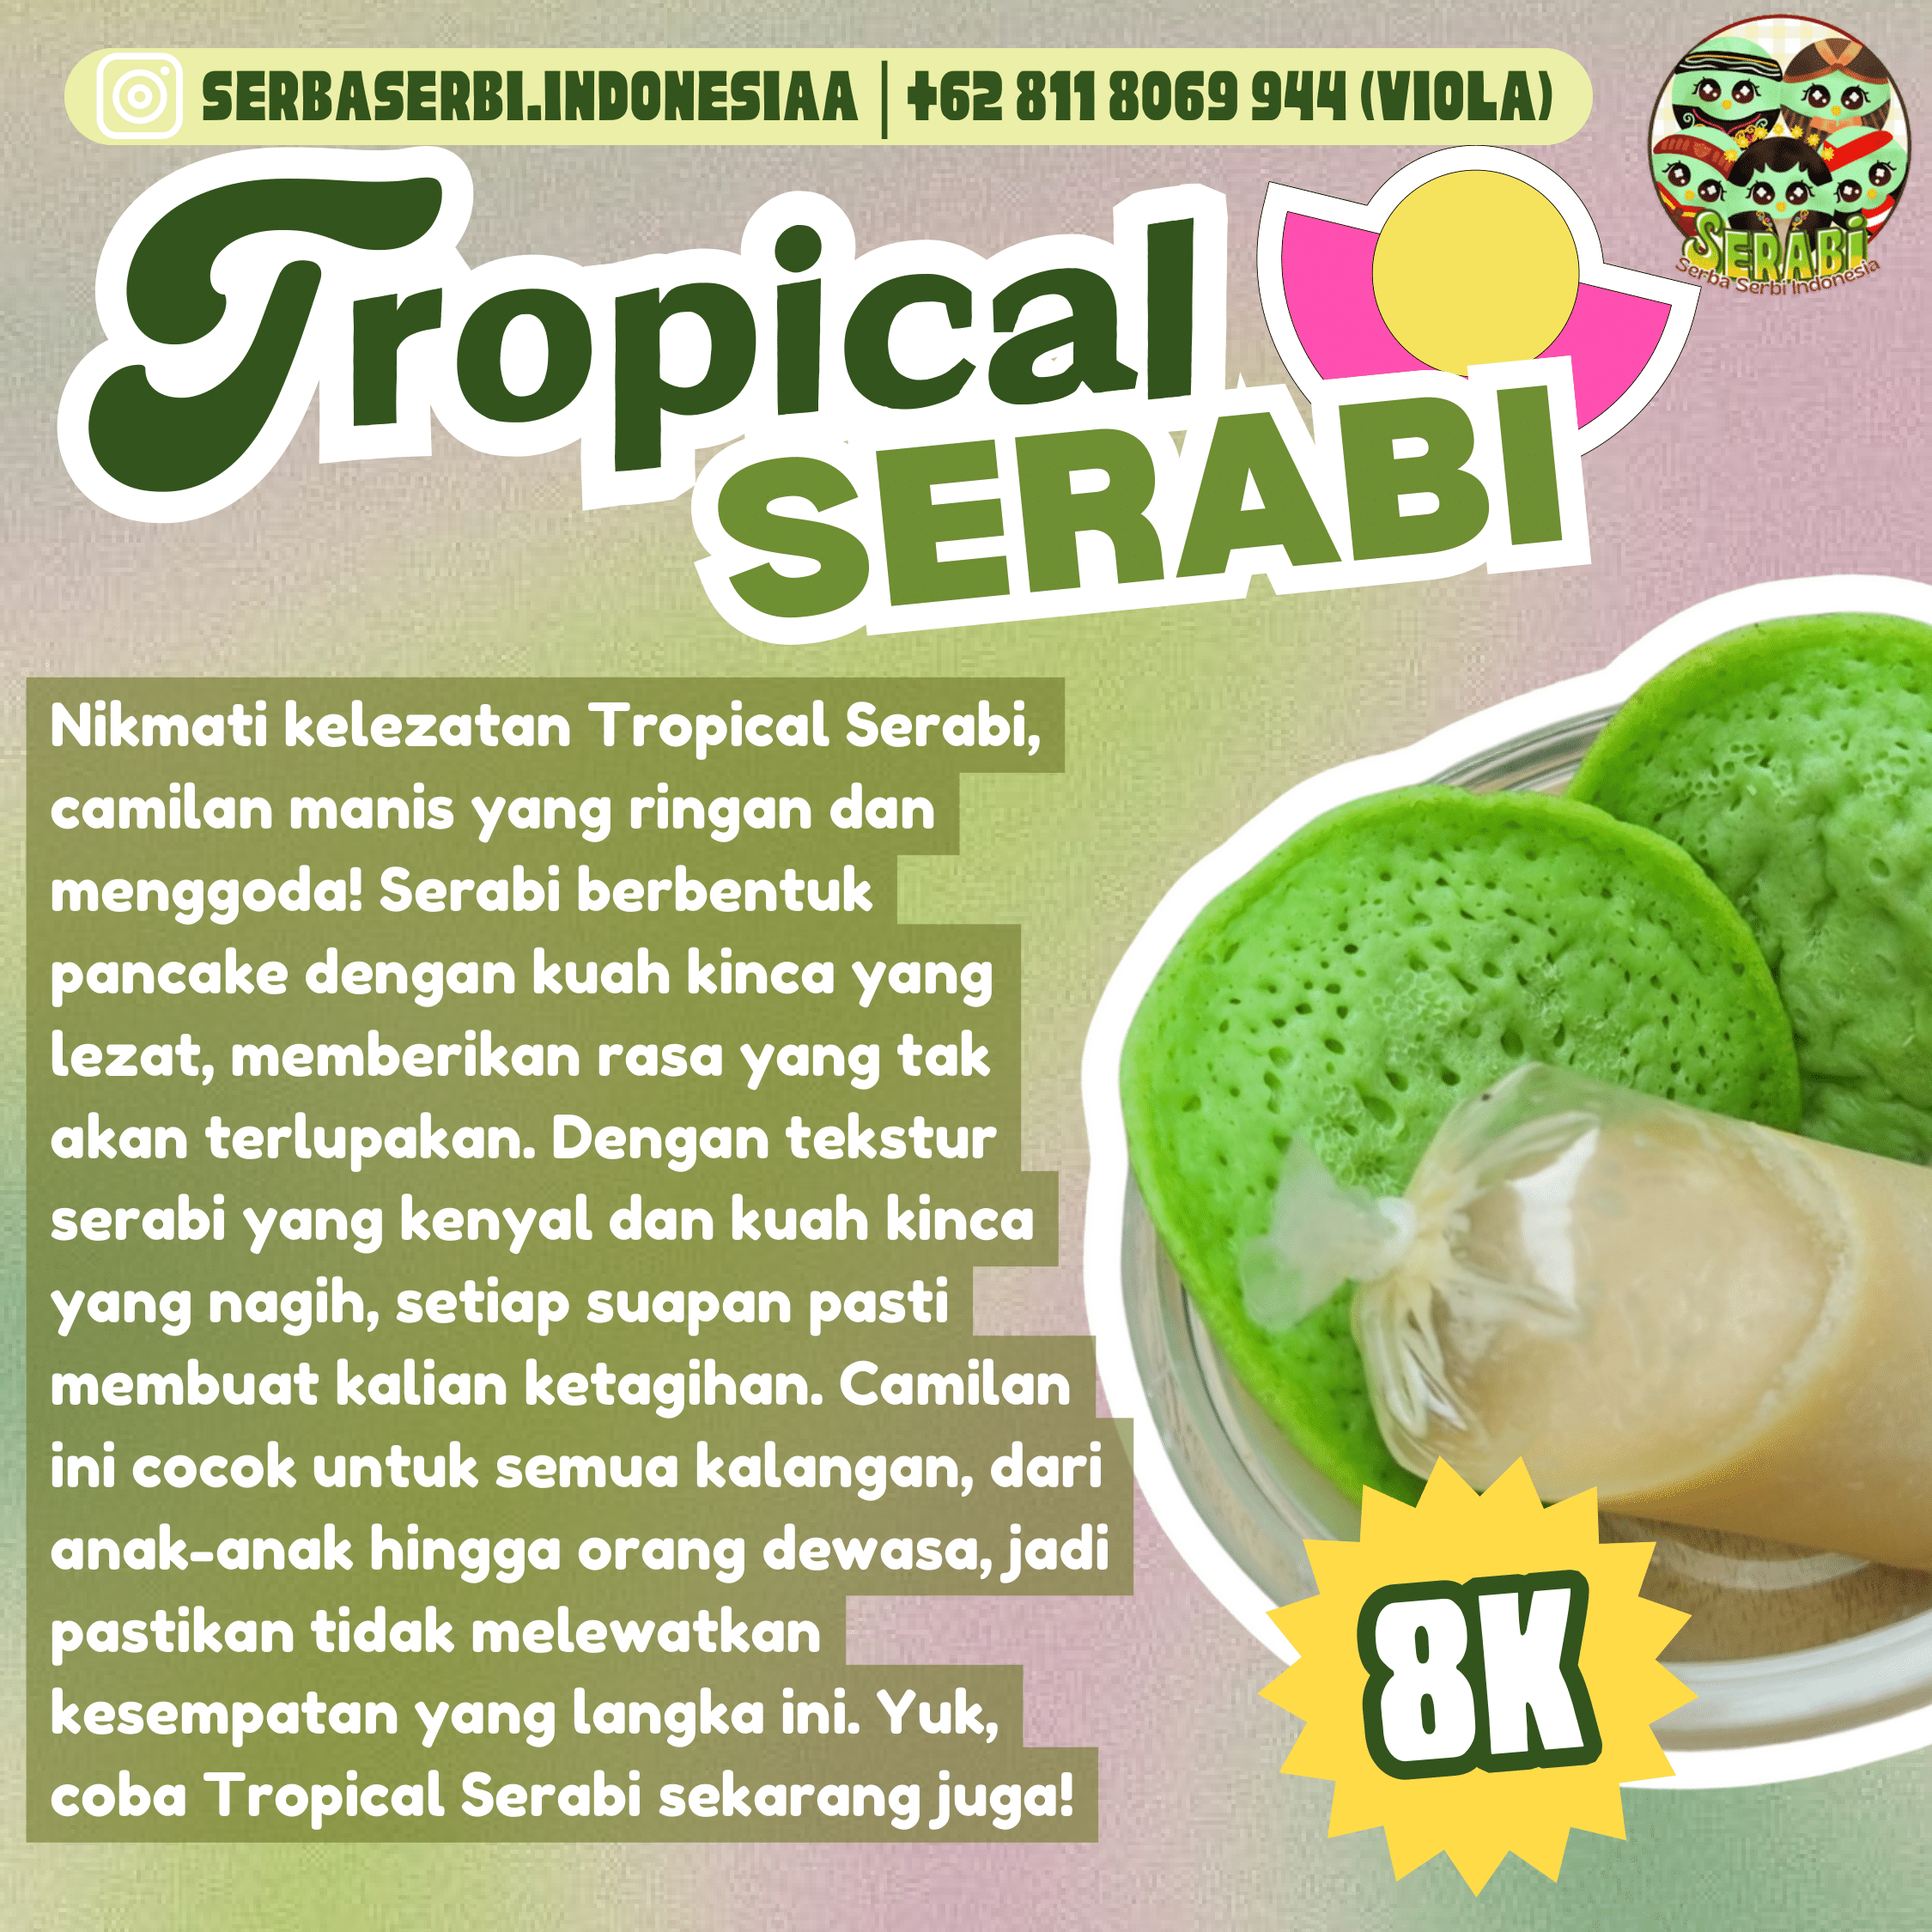 SERBASERBI.INDONESIAA | +62 811 8069 944 (VIOLA)
SERABi
Serba Serbi Indonesia
Tropical
SERABI
Nikmati kelezatan Tropical Serabi,
camilan manis yang ringan dan
menggoda! Serabi berbentuk
pancake dengan kuah kinca yang
lezat, memberikan rasa yang tak
akan terlupakan. Dengan tekstur
serabi yang kenyal dan kuah kinca
yang nagih, setiap suapan pasti
membuat kalian ketagihan. Camilan
ini cocok untuk semua kalangan, dari
anak-anak hingga orang dewasa, jadi
pastikan tidak melewatkan
kesempatan yang langka ini. Yuk,
coba Tropical Serabi sekarang juga!
8K